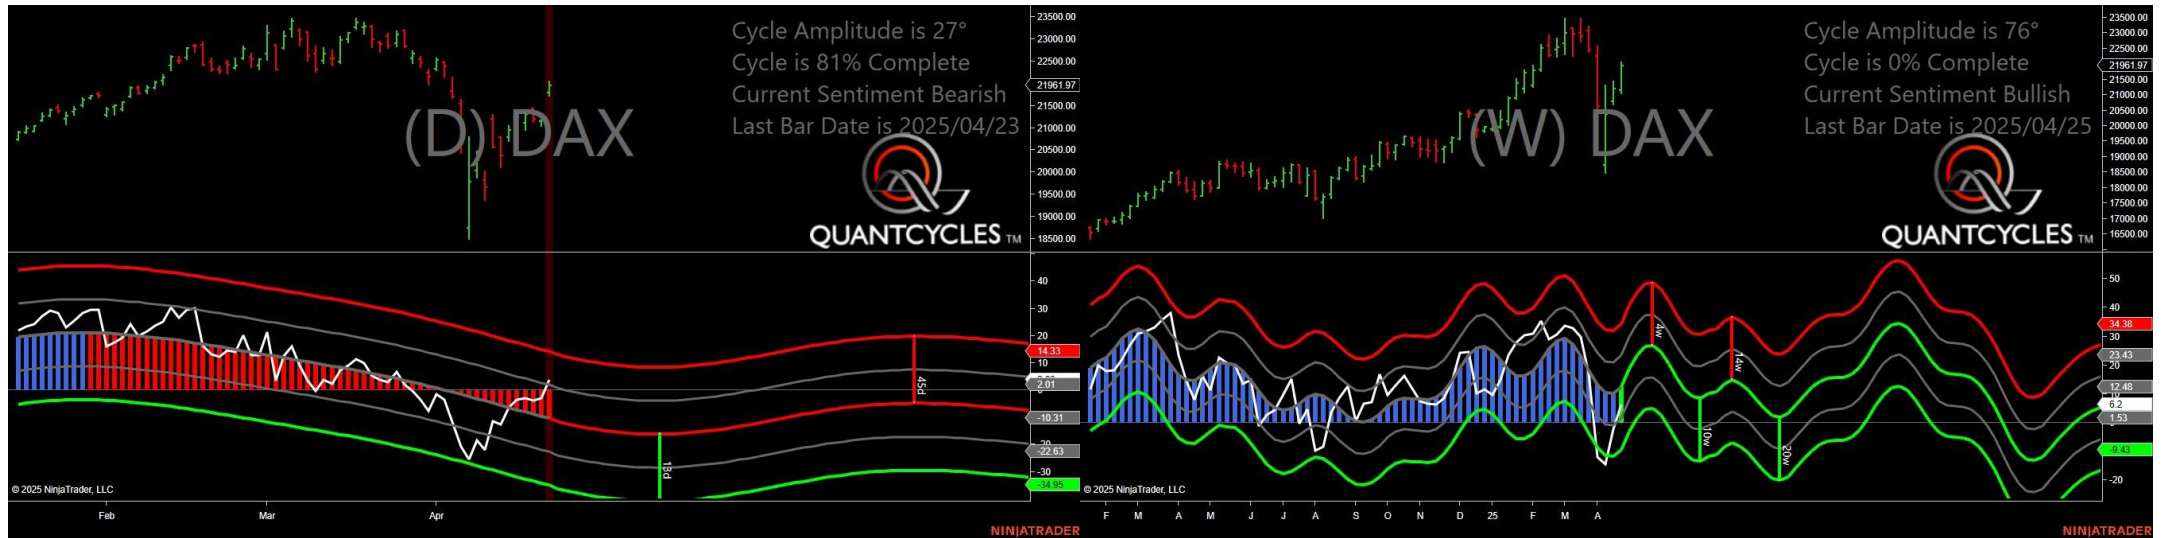 Cycle Amplitude is 27°
Cycle is 81% Complete
Current Sentiment Bearish
Last Bar Date is 2025/04/23
(D) DAX
QUANTCYCLES TM
23500.00
23000.00
22500.00
21961.97
21500.00
21000.00
20500.00
20000.00
19500.00
19000.00
18500.00
40
30
20
14.33
10
2.01
0
-10.31
-20
-22.63
-30
-34.95
13d
45d
© 2025 NinjaTrader, LLC
Feb
Mar
Apr
NINJATRADER
Cycle Amplitude is 76°
Cycle is 0% Complete
Current Sentiment Bullish
Last Bar Date is 2025/04/25
(W) DAX
QUANTCYCLES TM
23500.00
23000.00
22500.00
21961.97
21500.00
21000.00
20500.00
20000.00
19500.00
19000.00
18500.00
18000.00
17500.00
17000.00
16500.00
50
40
34.38
23.43
20
12.48
10
6.2
1.53
-9.43
-20
4w
14w
10w
20w
© 2025 NinjaTrader, LLC
F M A M J J A S O N D 25 F M A
NINJATRADER